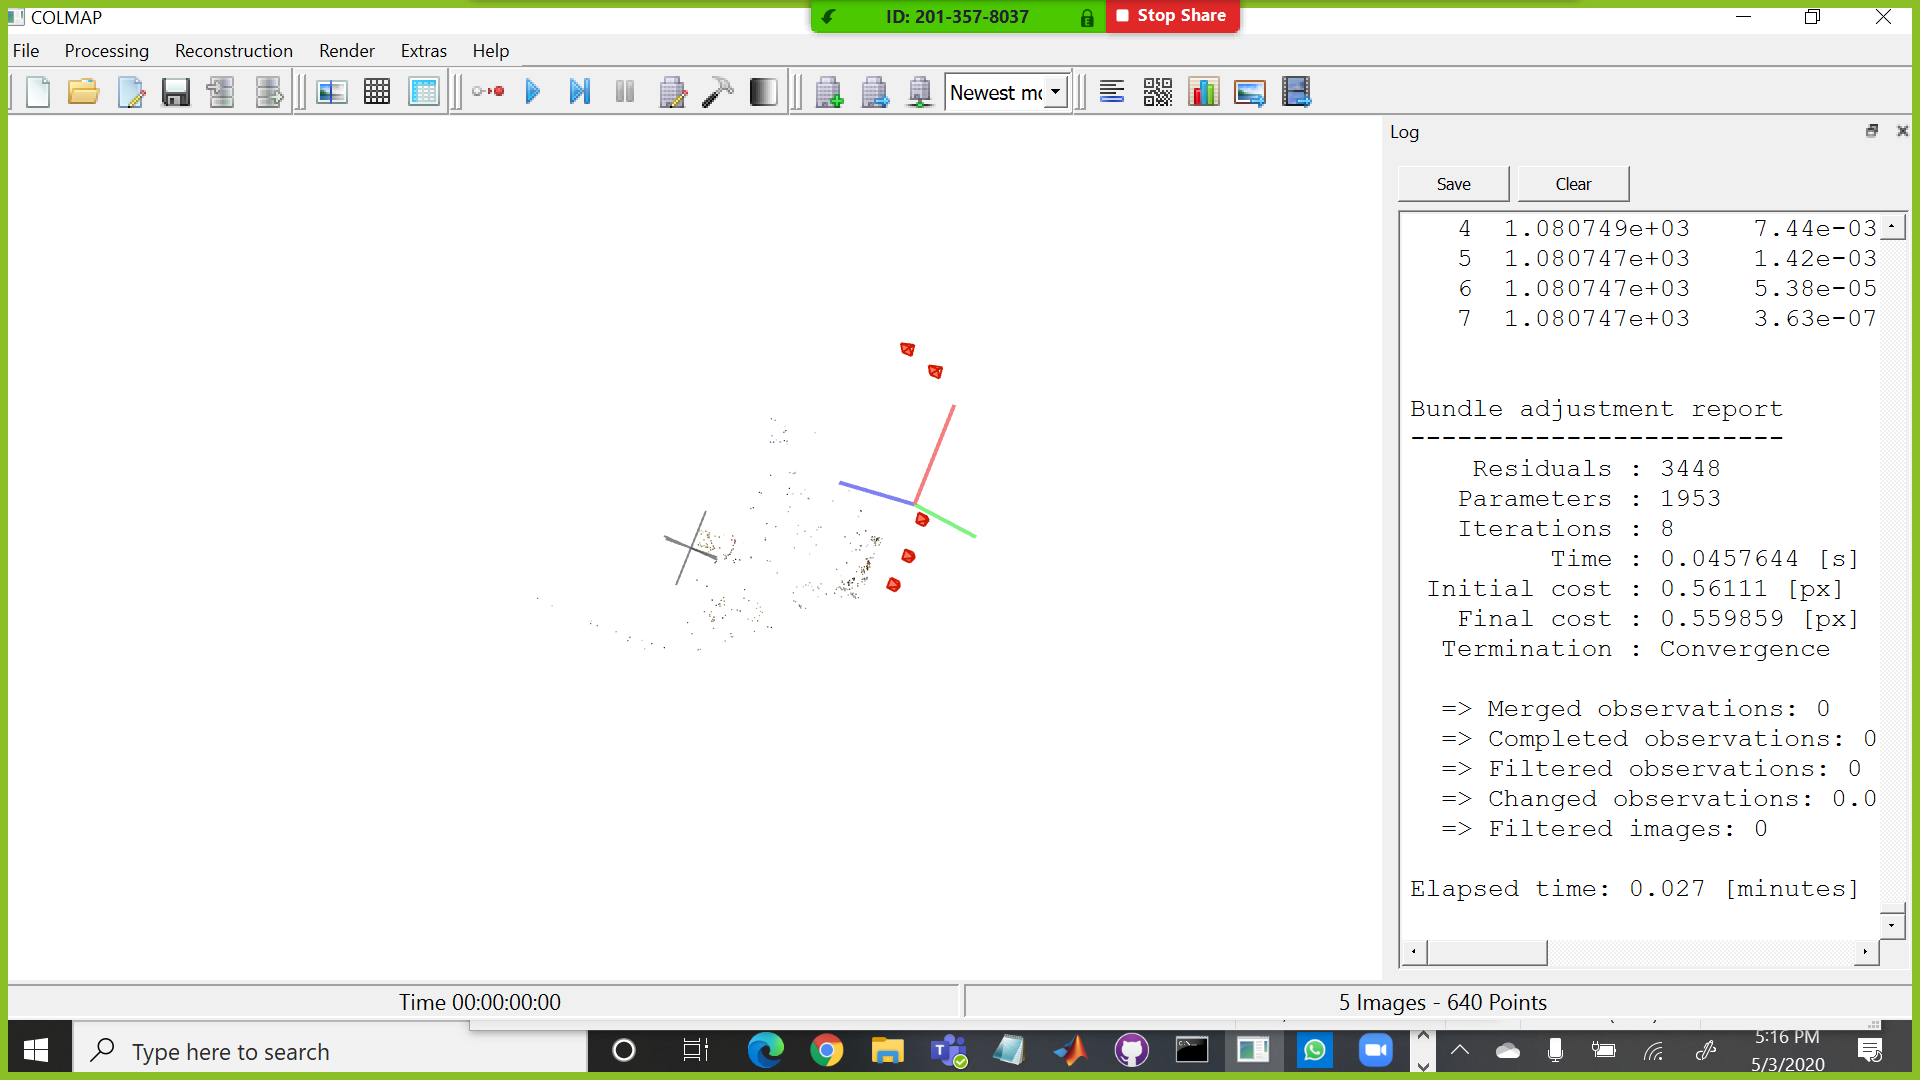 COLMAP
ID: 201-357-8037
Stop Share
File Processing Reconstruction Render Extras Help
Newest mo
Log
Save Clear
4 1.080749e+03 7.44e-03
5 1.080747e+03 1.42e-03
6 1.080747e+03 5.38e-05
7 1.080747e+03 3.63e-07
Bundle adjustment report
------------------------
Residuals : 3448
Parameters : 1953
Iterations : 8
Time : 0.0457644 [s]
Initial cost : 0.56111 [px]
Final cost : 0.559859 [px]
Termination : Convergence
=> Merged observations: 0
=> Completed observations: 0
=> Filtered observations: 0
=> Changed observations: 0.0
=> Filtered images: 0
Elapsed time: 0.027 [minutes]
Time 00:00:00:00
5 Images - 640 Points
Type here to search
5:16 PM
5/3/2020